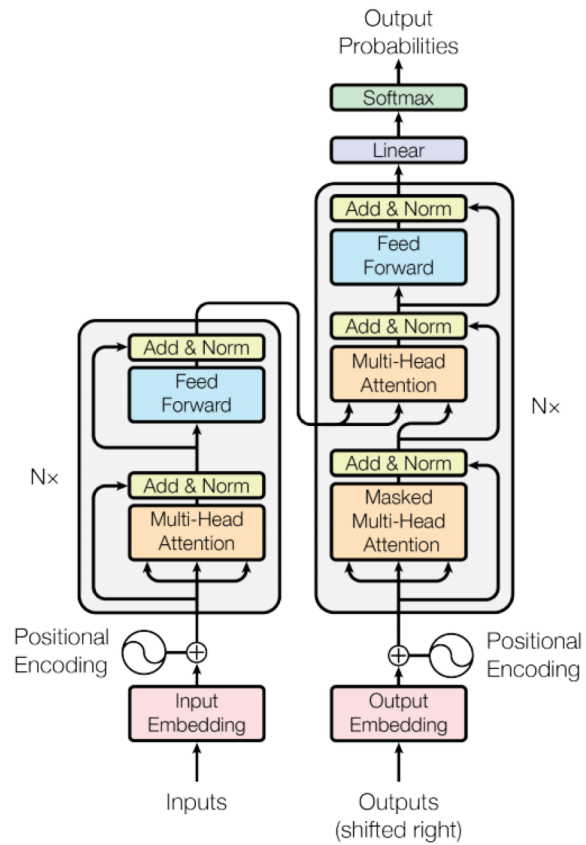 Output
Probabilities
Softmax
Linear
Add & Norm
Feed
Forward
Add & Norm
Multi-Head
Attention
Nx
Add & Norm
Masked
Multi-Head
Attention
Positional
Encoding
Output
Embedding
Outputs
(shifted right)
Add & Norm
Feed
Forward
Nx
Add & Norm
Multi-Head
Attention
Positional
Encoding
Input
Embedding
Inputs